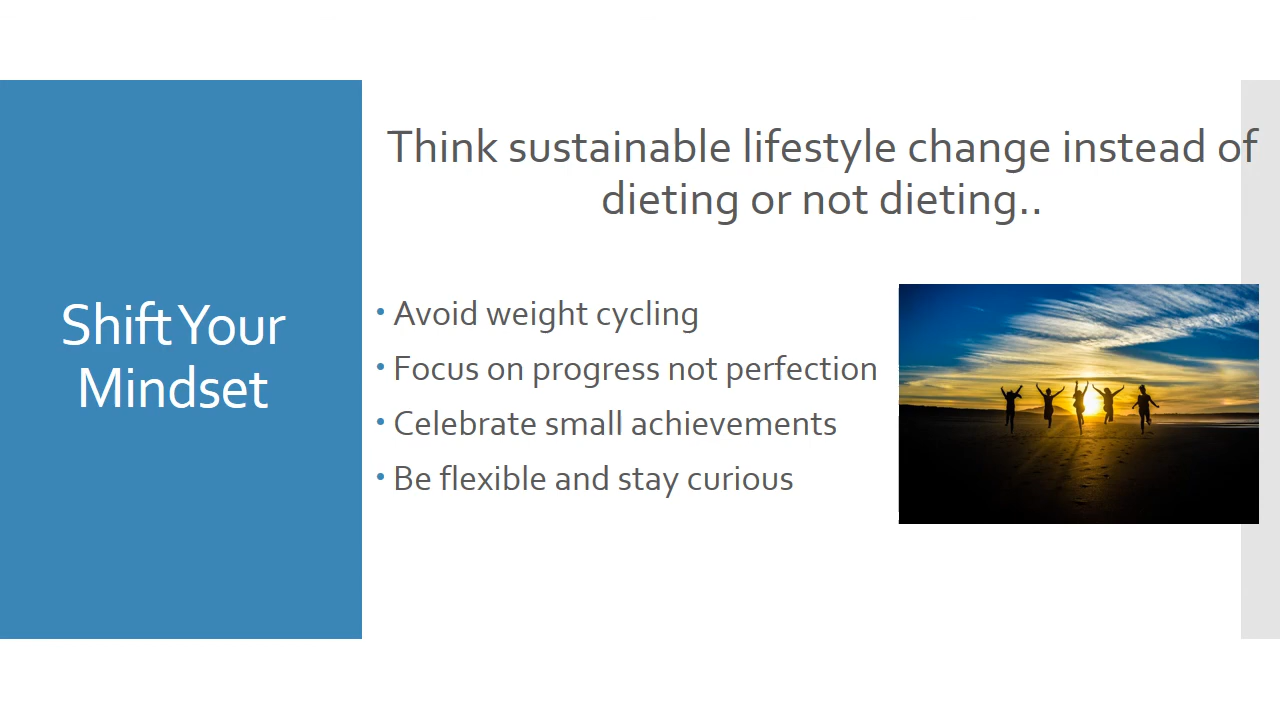 Shift Your
Mindset
Think sustainable lifestyle change instead of
dieting or not dieting..
• Avoid weight cycling
• Focus on progress not perfection
• Celebrate small achievements
• Be flexible and stay curious